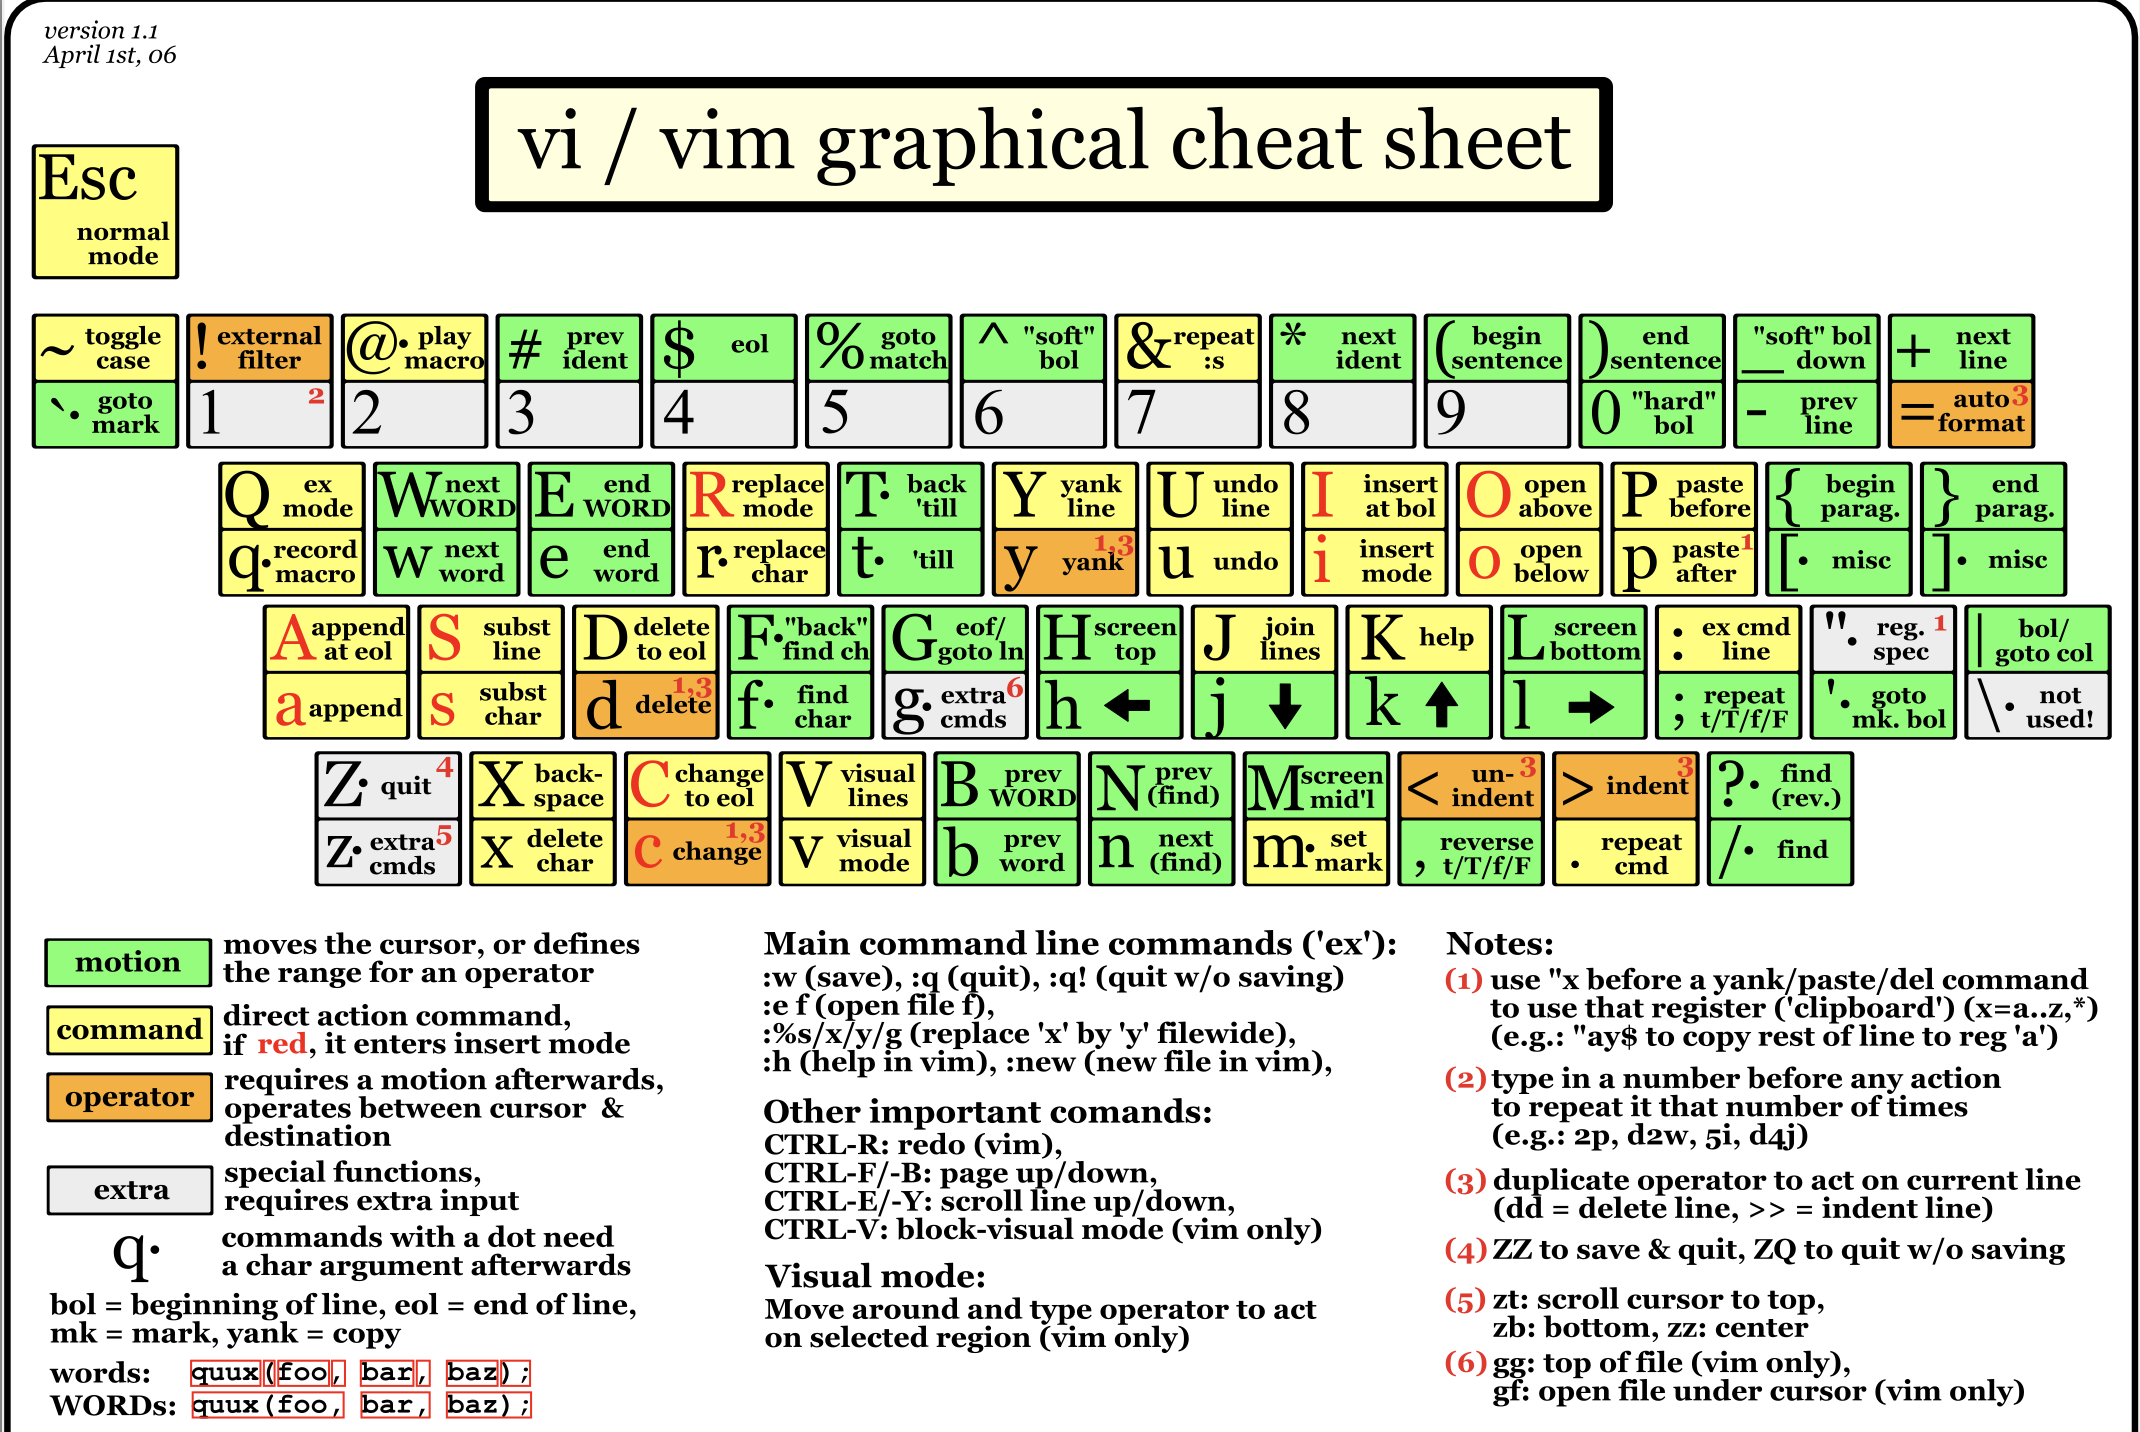 version 1.1
April 1st, 06
vi / vim graphical cheat sheet
Esc
normal
mode
~ toggle
case
! external
filter
@· play
macro
# prev
ident
$ eol
% goto
match
^ "soft"
bol
& repeat
:s
* next
ident
( begin
sentence
) end
sentence
_ "soft" bol
down
+ next
line
`· goto
mark
1 2
2
3
4
5
6
7
8
9
0 "hard"
bol
- prev
line
= auto 3
format
Q ex
mode
W next
WORD
E end
WORD
R replace
mode
T· back
'till
Y yank
line
U undo
line
I insert
at bol
O open
above
P paste
before
{ begin
parag.
} end
parag.
q· record
macro
w next
word
e end
word
r· replace
char
t· 'till
y yank 1,3
u undo
i insert
mode
o open
below
p paste 1
after
[· misc
]· misc
A append
at eol
S subst
line
D delete
to eol
F· "back"
find ch
G eof/
goto ln
H screen
top
J join
lines
K help
L screen
bottom
: ex cmd
line
"· reg. 1
spec
| bol/
goto col
a append
s subst
char
d delete 1,3
f· find
char
g· extra 6
cmds
h ←
j ↓
k ↑
l →
; repeat
t/T/f/F
'· goto
mk. bol
\· not
used!
Z· quit 4
X back-
space
C change
to eol
V visual
lines
B prev
WORD
N prev
(find)
M screen
mid'l
< un- 3
indent
> indent 3
?· find
(rev.)
z· extra 5
cmds
x delete
char
c change 1,3
v visual
mode
b prev
word
n next
(find)
m· set
mark
, reverse
t/T/f/F
. repeat
cmd
/· find
motion
moves the cursor, or defines
the range for an operator
command
direct action command,
if red, it enters insert mode
operator
requires a motion afterwards,
operates between cursor &
destination
extra
special functions,
requires extra input
q·
commands with a dot need
a char argument afterwards
bol = beginning of line, eol = end of line,
mk = mark, yank = copy
words: quux(foo, bar, baz);
WORDs: quux(foo, bar, baz);
Main command line commands ('ex'):
:w (save), :q (quit), :q! (quit w/o saving)
:e f (open file f),
:%s/x/y/g (replace 'x' by 'y' filewide),
:h (help in vim), :new (new file in vim),
Other important comands:
CTRL-R: redo (vim),
CTRL-F/-B: page up/down,
CTRL-E/-Y: scroll line up/down,
CTRL-V: block-visual mode (vim only)
Visual mode:
Move around and type operator to act
on selected region (vim only)
Notes:
(1) use "x before a yank/paste/del command
to use that register ('clipboard') (x=a..z,*)
(e.g.: "ay$ to copy rest of line to reg 'a')
(2) type in a number before any action
to repeat it that number of times
(e.g.: 2p, d2w, 5i, d4j)
(3) duplicate operator to act on current line
(dd = delete line, >> = indent line)
(4) ZZ to save & quit, ZQ to quit w/o saving
(5) zt: scroll cursor to top,
zb: bottom, zz: center
(6) gg: top of file (vim only),
gf: open file under cursor (vim only)